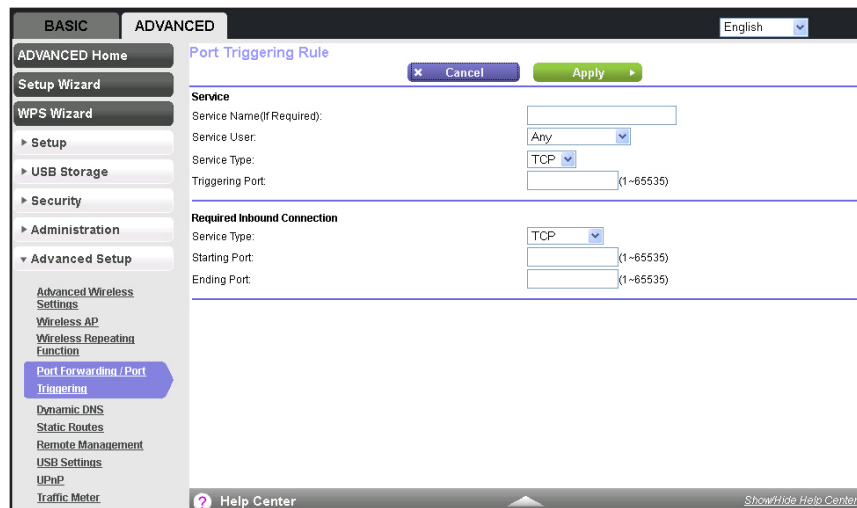 BASIC
ADVANCED
English
ADVANCED Home
Setup Wizard
WPS Wizard
Setup
USB Storage
Security
Administration
Advanced Setup
Advanced Wireless
Settings
Wireless AP
Wireless Repeating
Function
Port Forwarding / Port
Triggering
Dynamic DNS
Static Routes
Remote Management
USB Settings
UPnP
Traffic Meter
Port Triggering Rule
x Cancel
Apply
Service
Service Name(If Required):
Service User: Any
Service Type: TCP
Triggering Port: (1~65535)
Required Inbound Connection
Service Type: TCP
Starting Port: (1~65535)
Ending Port: (1~65535)
? Help Center
Show/Hide Help Center